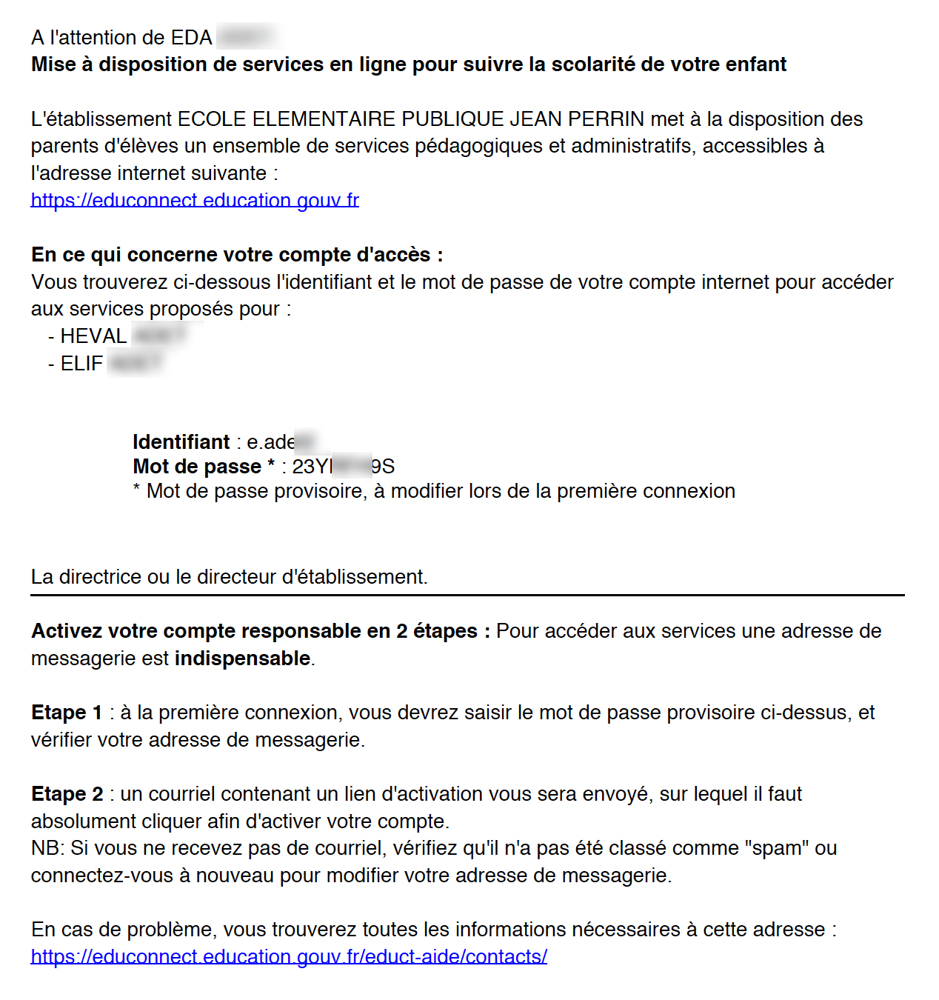 A l'attention de EDA
Mise à disposition de services en ligne pour suivre la scolarité de votre enfant
L'établissement ECOLE ELEMENTAIRE PUBLIQUE JEAN PERRIN met à la disposition des
parents d'élèves un ensemble de services pédagogiques et administratifs, accessibles à
l'adresse internet suivante :
https://educonnect.education.gouv.fr
En ce qui concerne votre compte d'accès :
Vous trouverez ci-dessous l'identifiant et le mot de passe de votre compte internet pour accéder
aux services proposés pour :
- HEVAL
- ELIF
Identifiant :
Mot de passe * :
* Mot de passe provisoire, à modifier lors de la première connexion
La directrice ou le directeur d'établissement.
Activez votre compte responsable en 2 étapes : Pour accéder aux services une adresse de
messagerie est indispensable.
Etape 1 : à la première connexion, vous devrez saisir le mot de passe provisoire ci-dessus, et
vérifier votre adresse de messagerie.
Etape 2 : un courriel contenant un lien d'activation vous sera envoyé, sur lequel il faut
absolument cliquer afin d'activer votre compte.
NB: Si vous ne recevez pas de courriel, vérifiez qu'il n'a pas été classé comme "spam" ou
connectez-vous à nouveau pour modifier votre adresse de messagerie.
En cas de problème, vous trouverez toutes les informations nécessaires à cette adresse :
https://educonnect.education.gouv.fr/educt-aide/contacts/